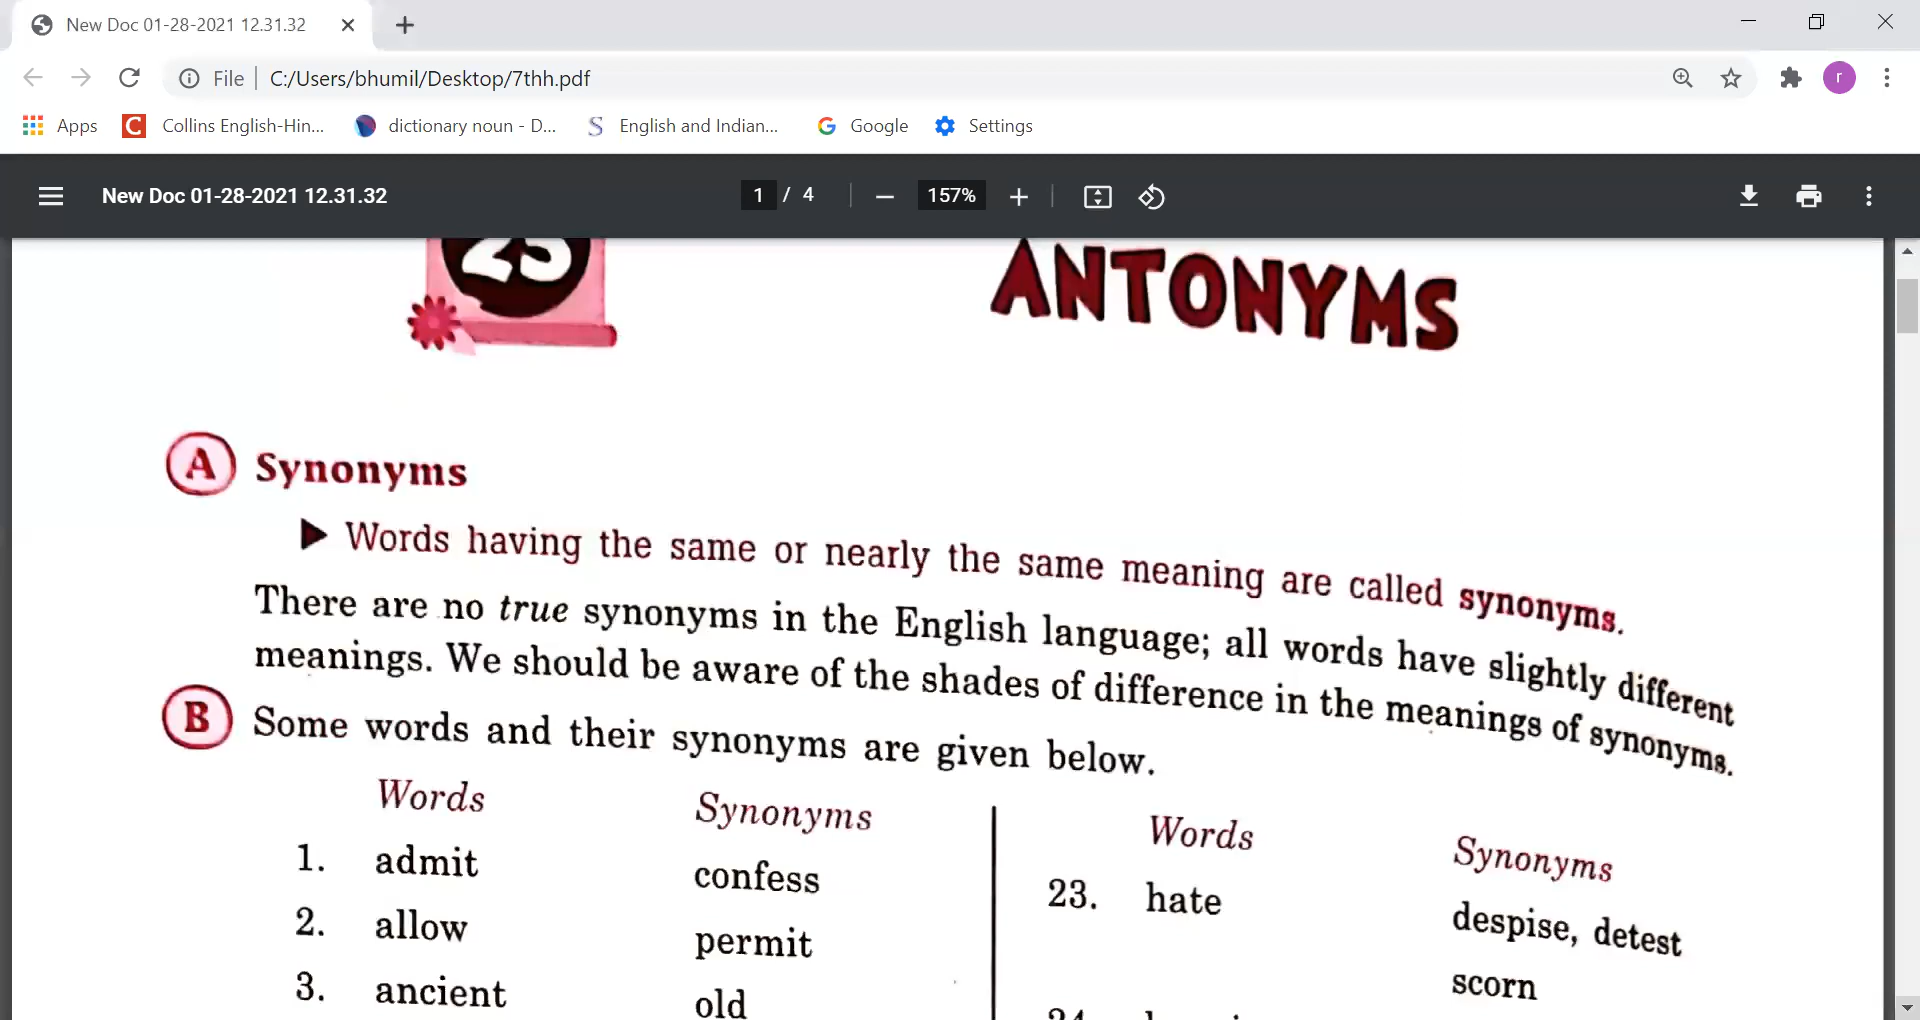 New Doc 01-28-2021 12.31.32
File C:/Users/bhumil/Desktop/7thh.pdf
r
Apps
Collins English-Hin...
dictionary noun - D...
English and Indian...
Google
Settings
New Doc 01-28-2021 12.31.32
1 / 4
157%
ANTONYMS
A Synonyms
Words having the same or nearly the same meaning are called synonyms.
There are no true synonyms in the English language; all words have slightly different
meanings. We should be aware of the shades of difference in the meanings of synonyms.
B Some words and their synonyms are given below.
Words Synonyms
1. admit confess
2. allow permit
3. ancient old
Words Synonyms
23. hate despise, detest
scorn